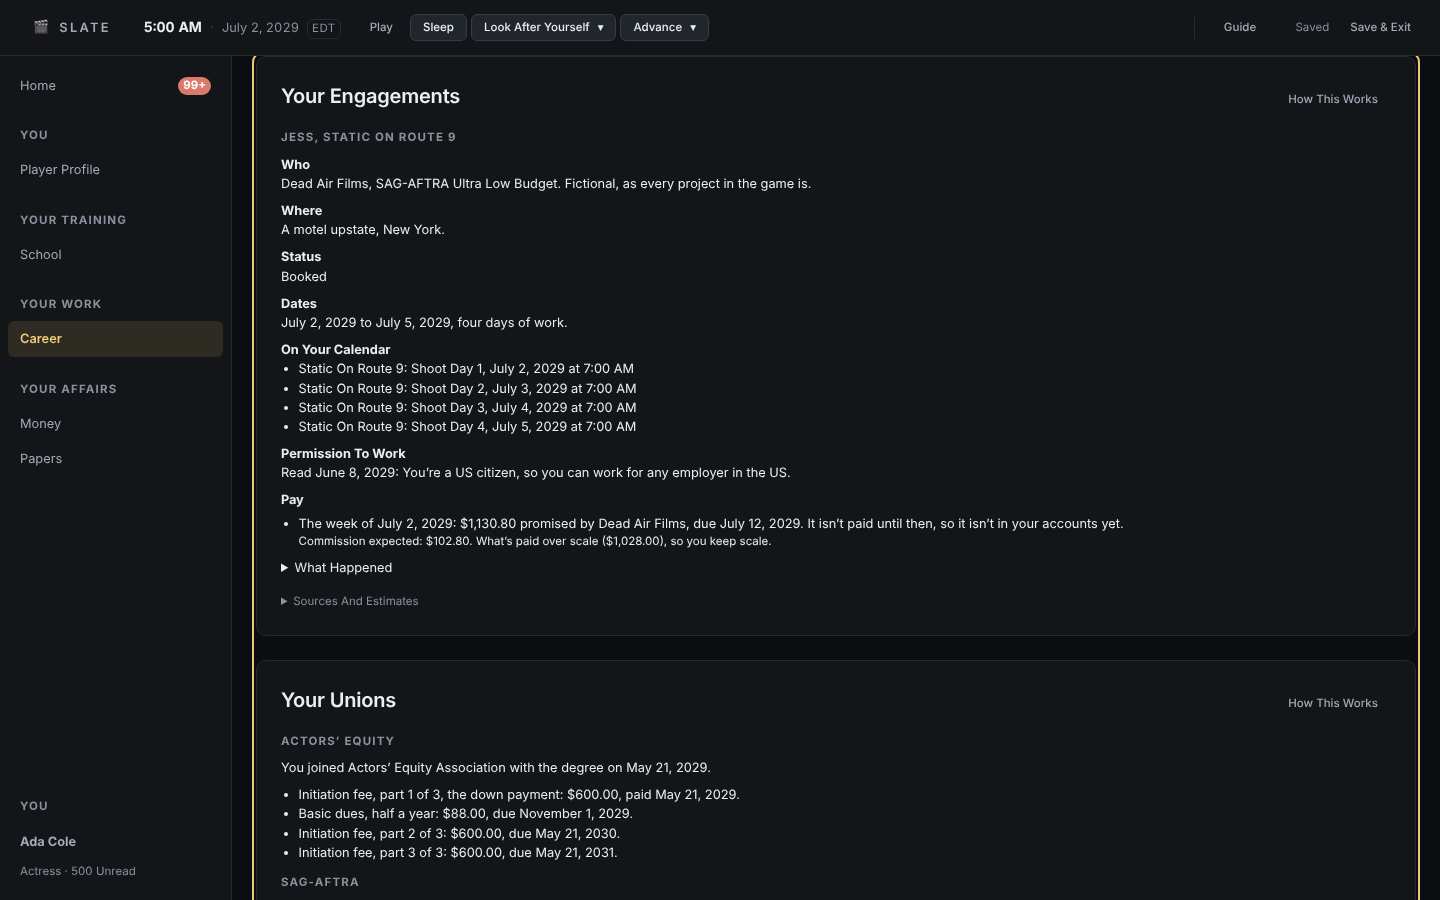 SLATE
5:00 AM · July 2, 2029 EDT
Play
Sleep
Look After Yourself ▾
Advance ▾
Guide
Saved
Save & Exit
Home
99+
YOU
Player Profile
YOUR TRAINING
School
YOUR WORK
Career
YOUR AFFAIRS
Money
Papers
YOU
Ada Cole
Actress · 500 Unread
Your Engagements
How This Works
JESS, STATIC ON ROUTE 9
Who
Dead Air Films, SAG-AFTRA Ultra Low Budget. Fictional, as every project in the game is.
Where
A motel upstate, New York.
Status
Booked
Dates
July 2, 2029 to July 5, 2029, four days of work.
On Your Calendar
• Static On Route 9: Shoot Day 1, July 2, 2029 at 7:00 AM
• Static On Route 9: Shoot Day 2, July 3, 2029 at 7:00 AM
• Static On Route 9: Shoot Day 3, July 4, 2029 at 7:00 AM
• Static On Route 9: Shoot Day 4, July 5, 2029 at 7:00 AM
Permission To Work
Read June 8, 2029: You’re a US citizen, so you can work for any employer in the US.
Pay
• The week of July 2, 2029: $1,130.80 promised by Dead Air Films, due July 12, 2029. It isn’t paid until then, so it isn’t in your accounts yet.
Commission expected: $102.80. What’s paid over scale ($1,028.00), so you keep scale.
▶ What Happened
▶ Sources And Estimates
Your Unions
How This Works
ACTORS’ EQUITY
You joined Actors’ Equity Association with the degree on May 21, 2029.
• Initiation fee, part 1 of 3, the down payment: $600.00, paid May 21, 2029.
• Basic dues, half a year: $88.00, due November 1, 2029.
• Initiation fee, part 2 of 3: $600.00, due May 21, 2030.
• Initiation fee, part 3 of 3: $600.00, due May 21, 2031.
SAG-AFTRA